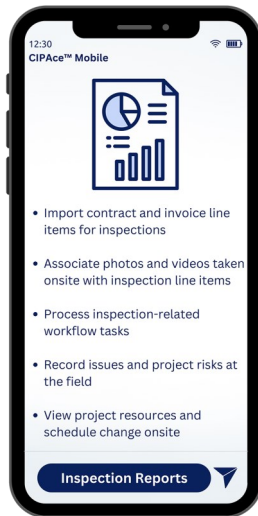 12:30
CIPAce™ Mobile
• Import contract and invoice line
items for inspections
• Associate photos and videos taken
onsite with inspection line items
• Process inspection-related
workflow tasks
• Record issues and project risks at
the field
• View project resources and
schedule change onsite
Inspection Reports